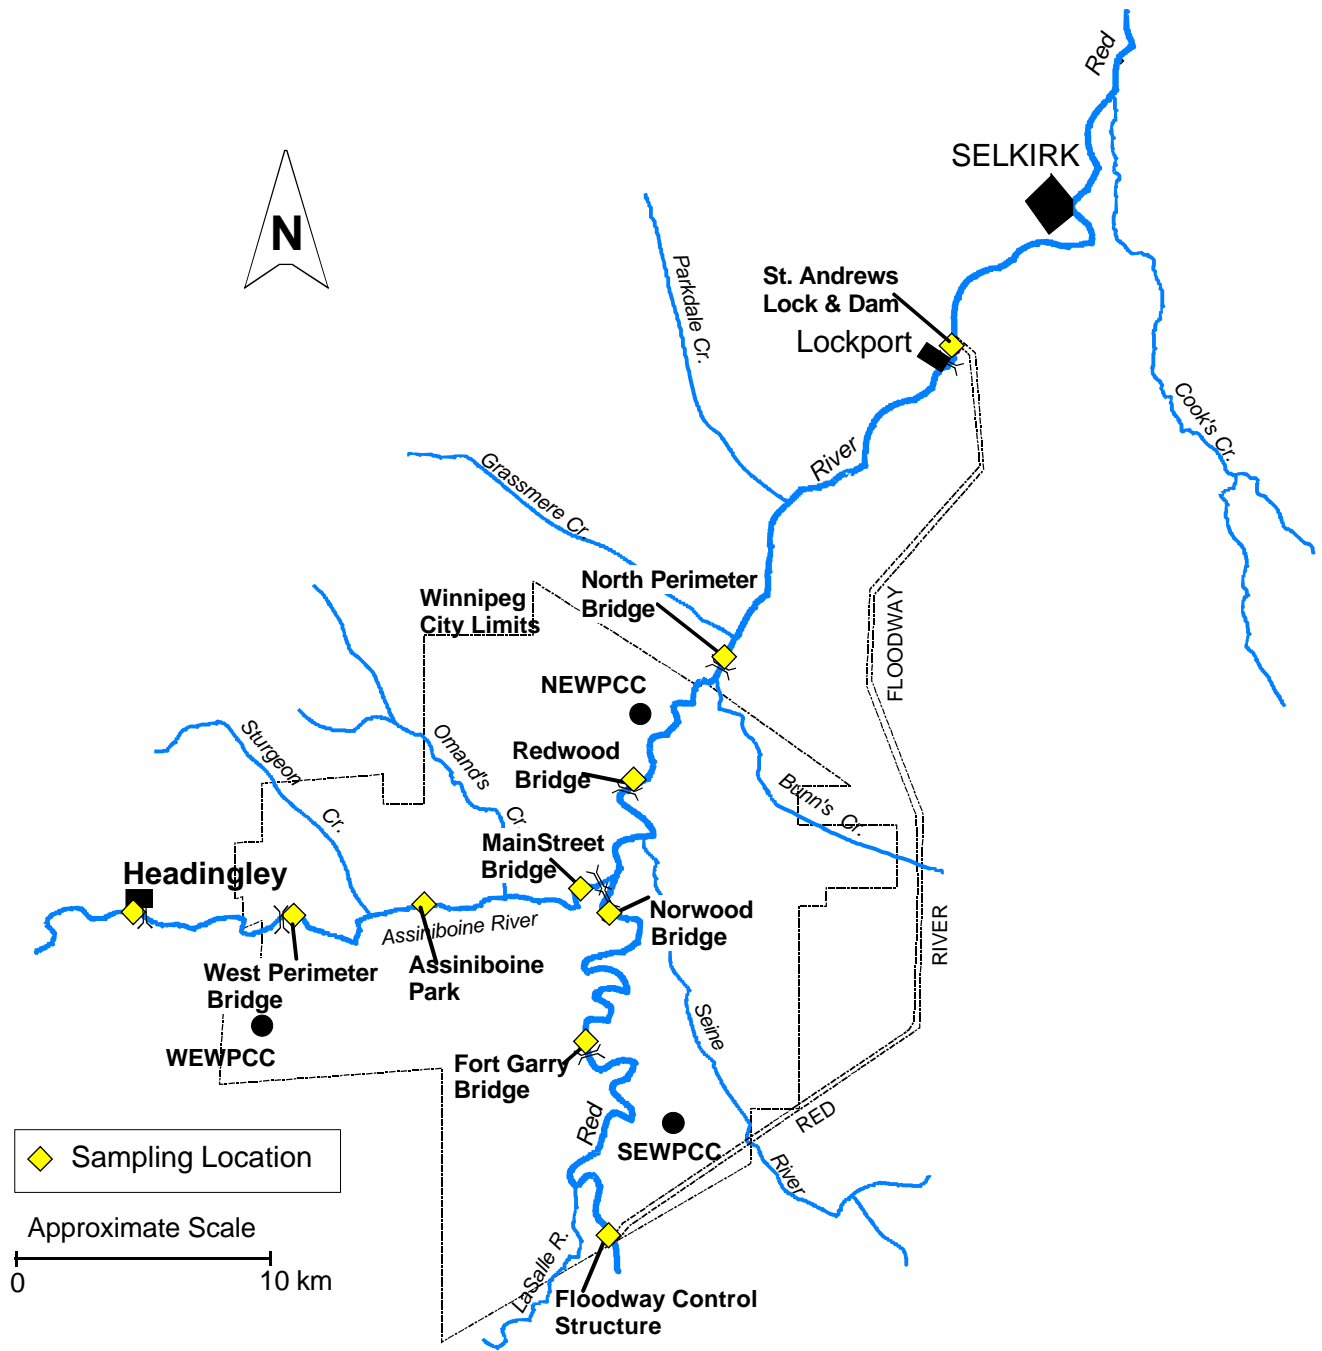 Red
SELKIRK
N
St. Andrews
Lock & Dam
Lockport
Parkdale Cr.
Cook's Cr.
River
Grassmere Cr.
North Perimeter
Bridge
Winnipeg
City Limits
FLOODWAY
NEWPCC
Redwood
Bridge
Sturgeon
Cr.
Omand's
Cr
Bunn's Cr.
MainStreet
Bridge
Headingley
Norwood
Bridge
Assiniboine River
RIVER
West Perimeter
Bridge
Assiniboine
Park
WEWPCC
Seine
Fort Garry
Bridge
Red
RED
SEWPCC
River
Sampling Location
Approximate Scale
0
10 km
LaSalle R.
Floodway Control
Structure